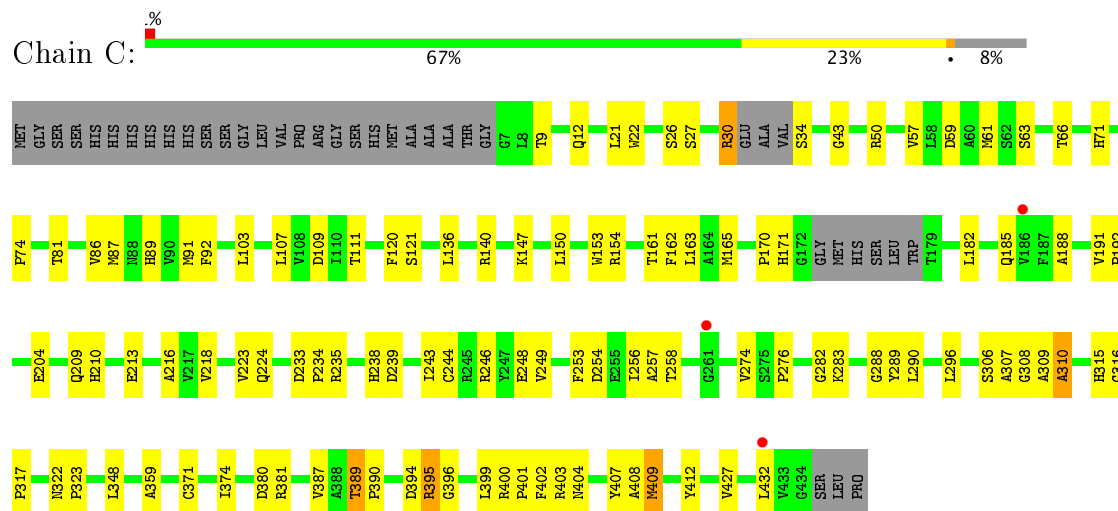 1%
Chain C:
67% 23% • 8%
MET GLY SER SER HIS HIS HIS HIS HIS HIS SER SER GLY LEU VAL PRO ARG GLY SER HIS MET ALA ALA ALA THR GLY G7 L8 T9 Q12 L21 W22 S26 S27 R30 GLU ALA VAL S34 G43 R50 V57 L58 D59 A60 M61 S62 S63 T66 H71
P74 T81 V86 M87 N88 H89 V90 M91 F92 L103 L107 V108 D109 I110 T111 F120 S121 L136 R140 K147 L150 W153 R154 T161 F162 L163 A164 M165 P170 H171 G172 GLY MET HIS SER LEU TRP T179 L182 Q185 V186 F187 A188 V191 P192
E204 Q209 H210 E213 A216 V217 V218 V223 Q224 D233 P234 R235 H238 D239 I243 C244 R245 R246 Y247 E248 V249 F253 D254 E255 I256 A257 T258 G261 V274 S275 P276 G282 K283 G288 Y289 L290 L296 S306 A307 G308 A309 A310 H315 G316
P317 N322 P323 L348 A359 C371 I374 D380 R381 V387 A388 T389 P390 D394 R395 G396 L399 R400 P401 F402 R403 N404 Y407 A408 M409 Y412 V427 L432 V433 G434 SER LEU PRO